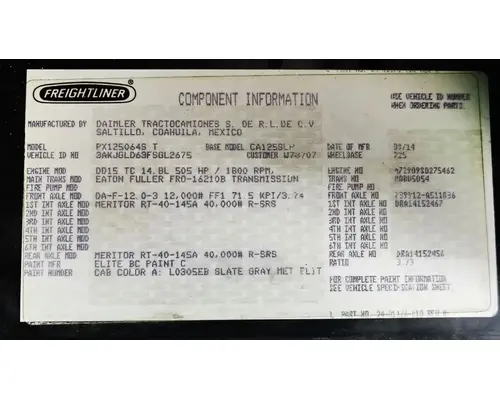 FREIGHTLINER
COMPONENT INFORMATION
USE VEHICLE ID NUMBER
WHEN ORDERING PARTS.
MANUFACTURED BY DAIMLER TRACTOCAMIONES S. DE R.L.DE C.V
SALTILLO, COAHUILA, MEXICO
MODEL PX125064S T BASE MODEL CA125SLP DATE OF MFR /14
VEHICLE ID NO 3AKJGLD63FSGL2675 CUSTOMER WHEELBASE 225
ENGINE MOD DD15 TC 14.8L 505 HP / 1800 RPM, ENGINE NO
MAIN TRANS MOD EATON FULLER FRO-16210B TRANSMISSION TRANS NO
FIRE PUMP MOD FIRE PUMP NO
FRONT AXLE MOD DA-F-12.0-3 12,000# FF1 71.5 KPI/3.74 FRONT AXLE NO
1ST INT AXLE MOD MERITOR RT-40-145A 40,000# R-SRS 1ST INT AXLE NO DRA14152467
2ND INT AXLE MOD 2ND INT AXLE NO
3RD INT AXLE MOD 3RD INT AXLE NO
4TH INT AXLE MOD 4TH INT AXLE NO
5TH INT AXLE MOD 5TH INT AXLE NO
6TH INT AXLE MOD 6TH INT AXLE NO
REAR AXLE MOD MERITOR RT-40-145A 40,000# R-SRS REAR AXLE NO
PAINT MFR ELITE BC PAINT C RATIO
PAINT NUMBER CAB COLOR A: L0305EB SLATE GRAY MET
FOR COMPLETE PAINT INFORMATION
SEE VEHICLE SPECIFICATION SHEET.
PART NO.